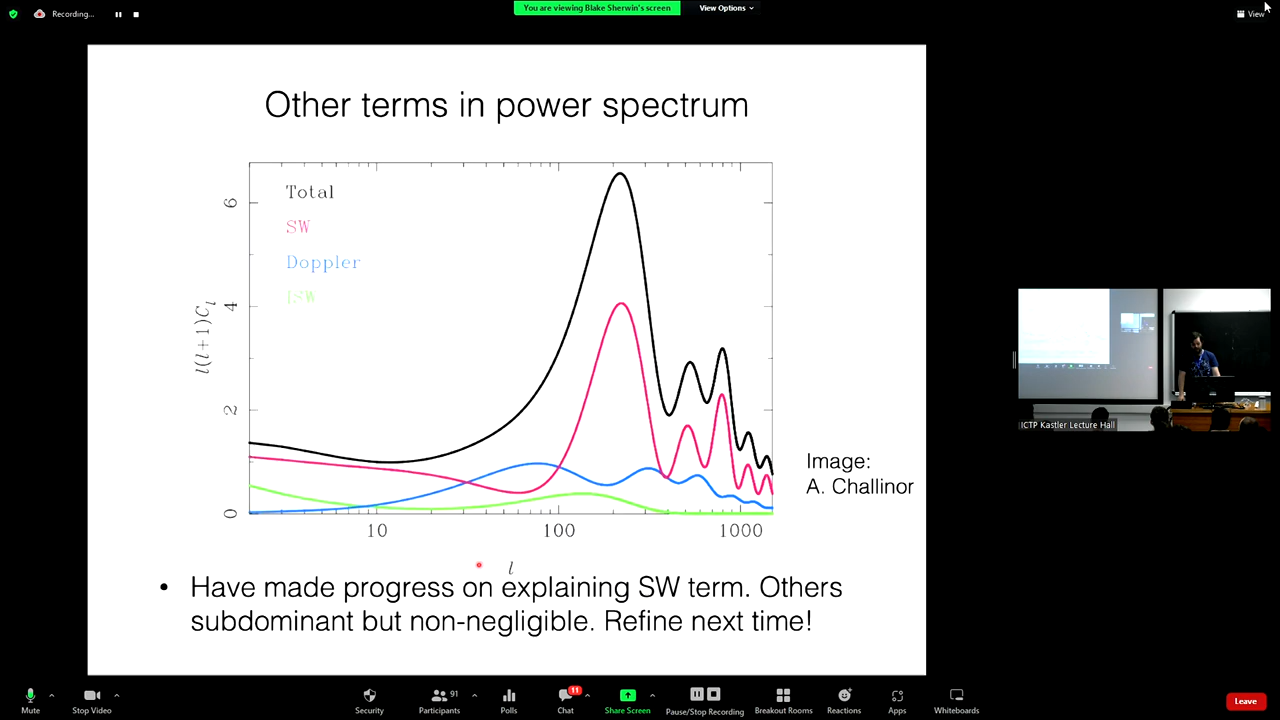 Recording...
You are viewing Blake Sherwin's screen
View Options
View
Other terms in power spectrum
Total
SW
Doppler
ISW
6
4
2
0
l(l+1)C_l
10
100
1000
l
Image:
A. Challinor
• Have made progress on explaining SW term. Others
subdominant but non-negligible. Refine next time!
ICTP Kastler Lecture Hall
Mute
Stop Video
Security
Participants
91
Polls
Chat
11
Share Screen
Pause/Stop Recording
Breakout Rooms
Reactions
Apps
Whiteboards
Leave